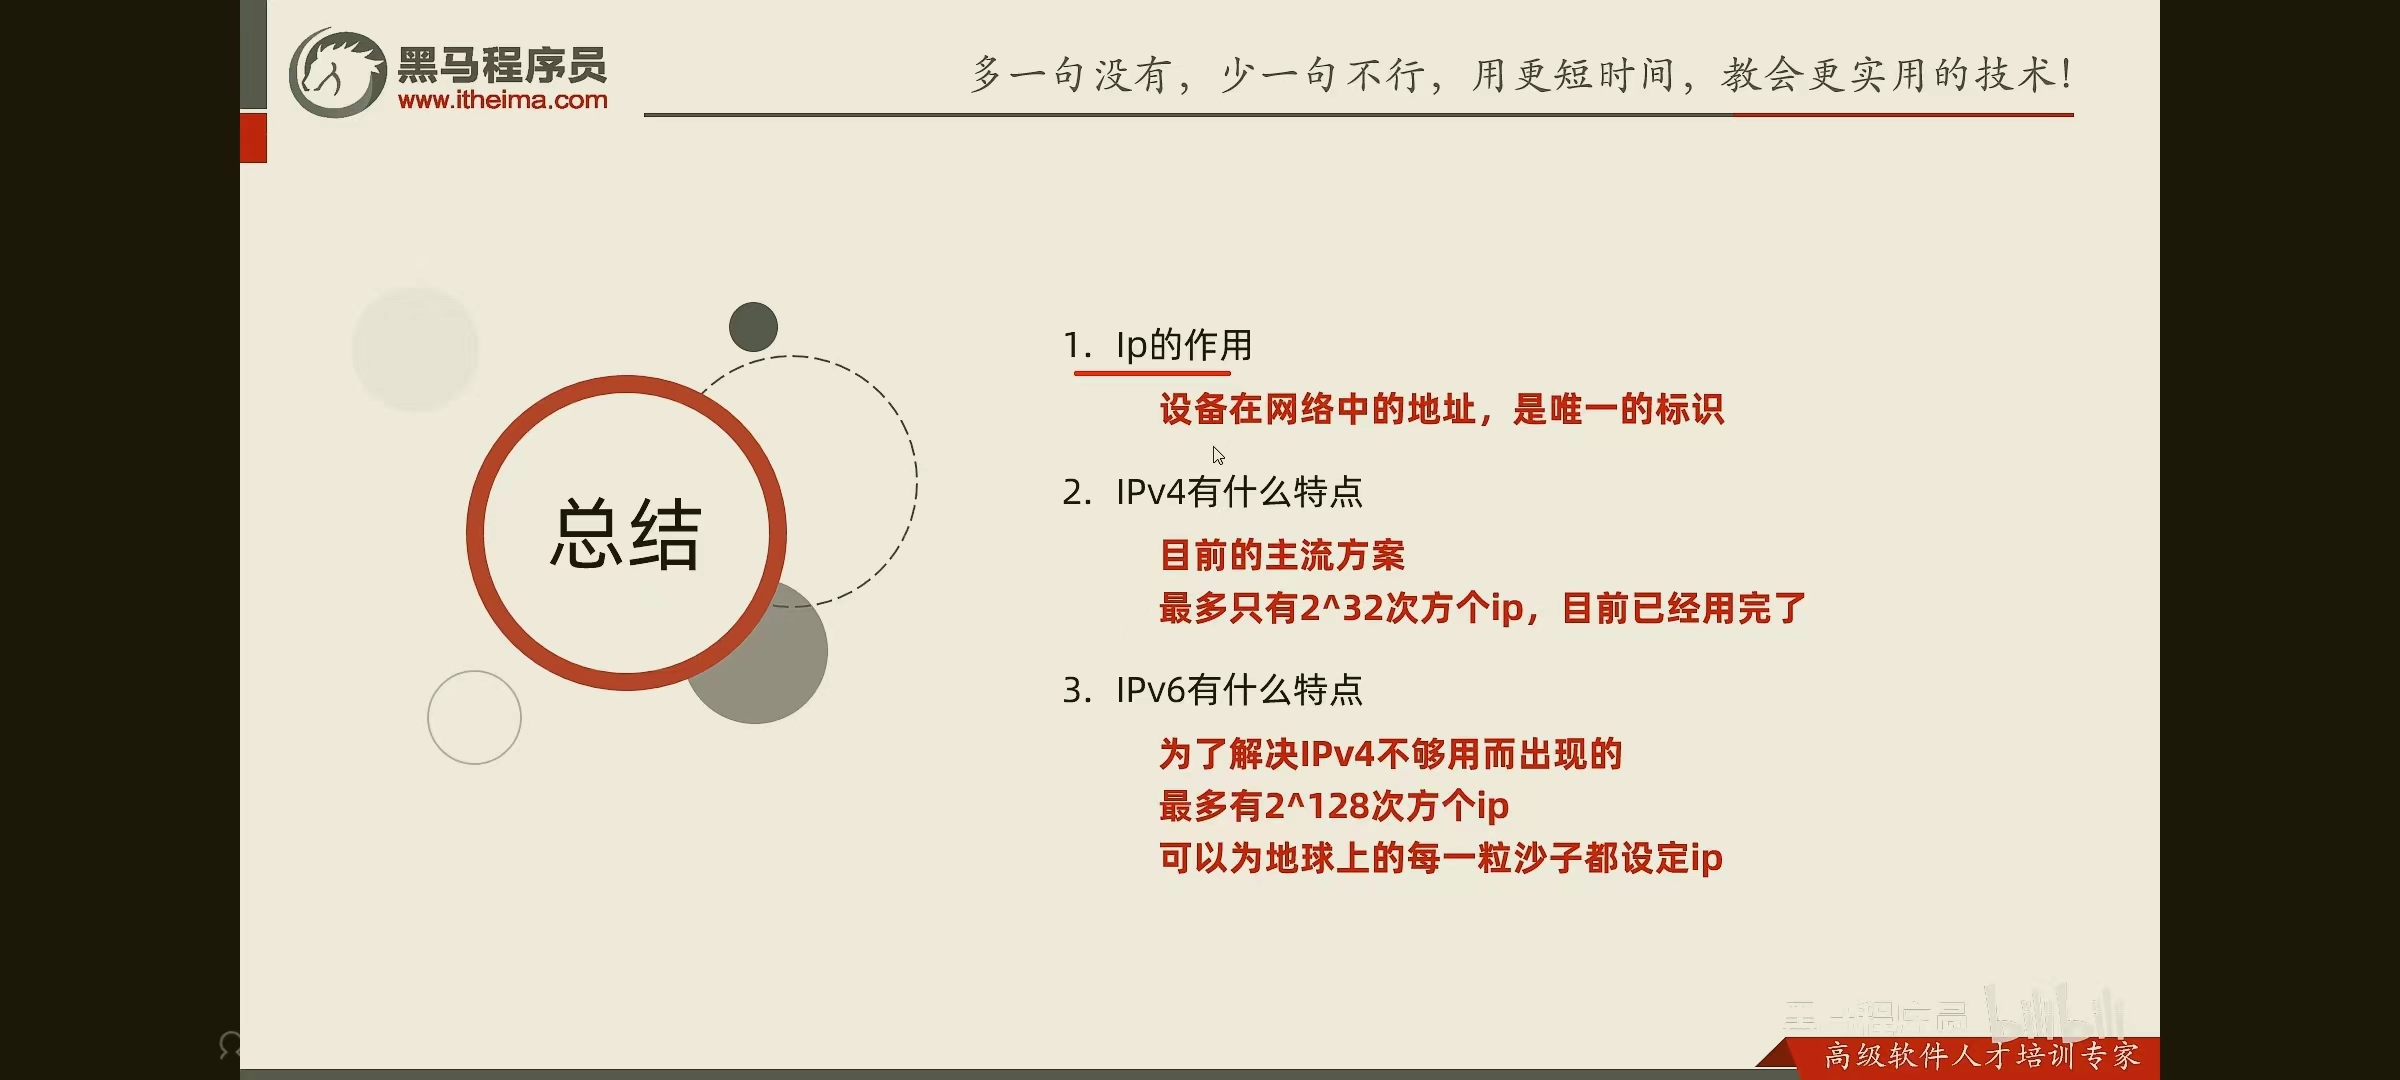 黑马程序员
www.itheima.com
多一句没有，少一句不行，用更短时间，教会更实用的技术！
总结
1. Ip的作用
设备在网络中的地址，是唯一的标识
2. IPv4有什么特点
目前的主流方案
最多只有2^32次方个ip，目前已经用完了
3. IPv6有什么特点
为了解决IPv4不够用而出现的
最多有2^128次方个ip
可以为地球上的每一粒沙子都设定ip
黑马程序员 bilibili
高级软件人才培训专家